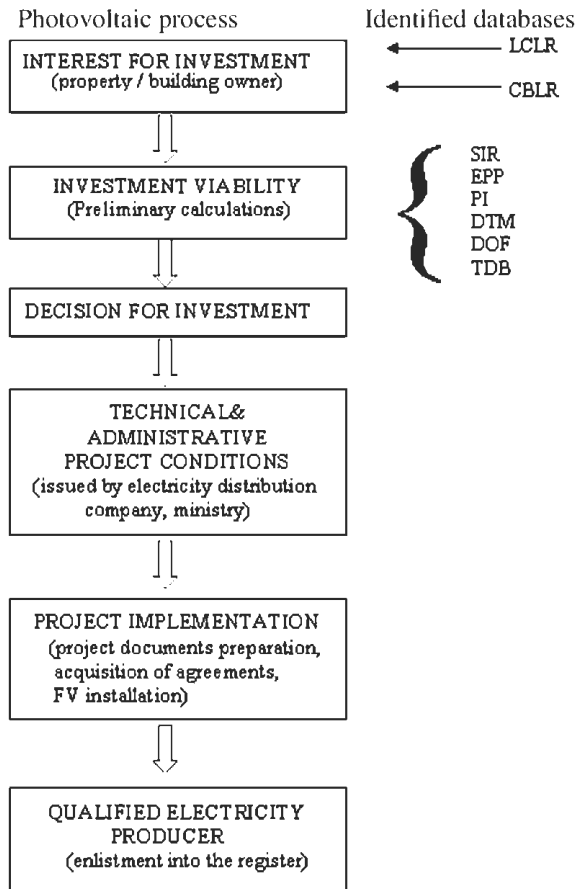 Photovoltaic process
Identified databases
INTEREST FOR INVESTMENT
(property / building owner)
LCLR
CBLR
INVESTMENT VIABILITY
(Preliminary calculations)
SIR
EPP
PI
DTM
DOF
TDB
DECISION FOR INVESTMENT
TECHNICAL&
ADMINISTRATIVE
PROJECT CONDITIONS
(issued by electricity distribution
company, ministry)
PROJECT IMPLEMENTATION
(project documents preparation,
acquisition of agreements,
FV installation)
QUALIFIED ELECTRICITY
PRODUCER
(enlistment into the register)